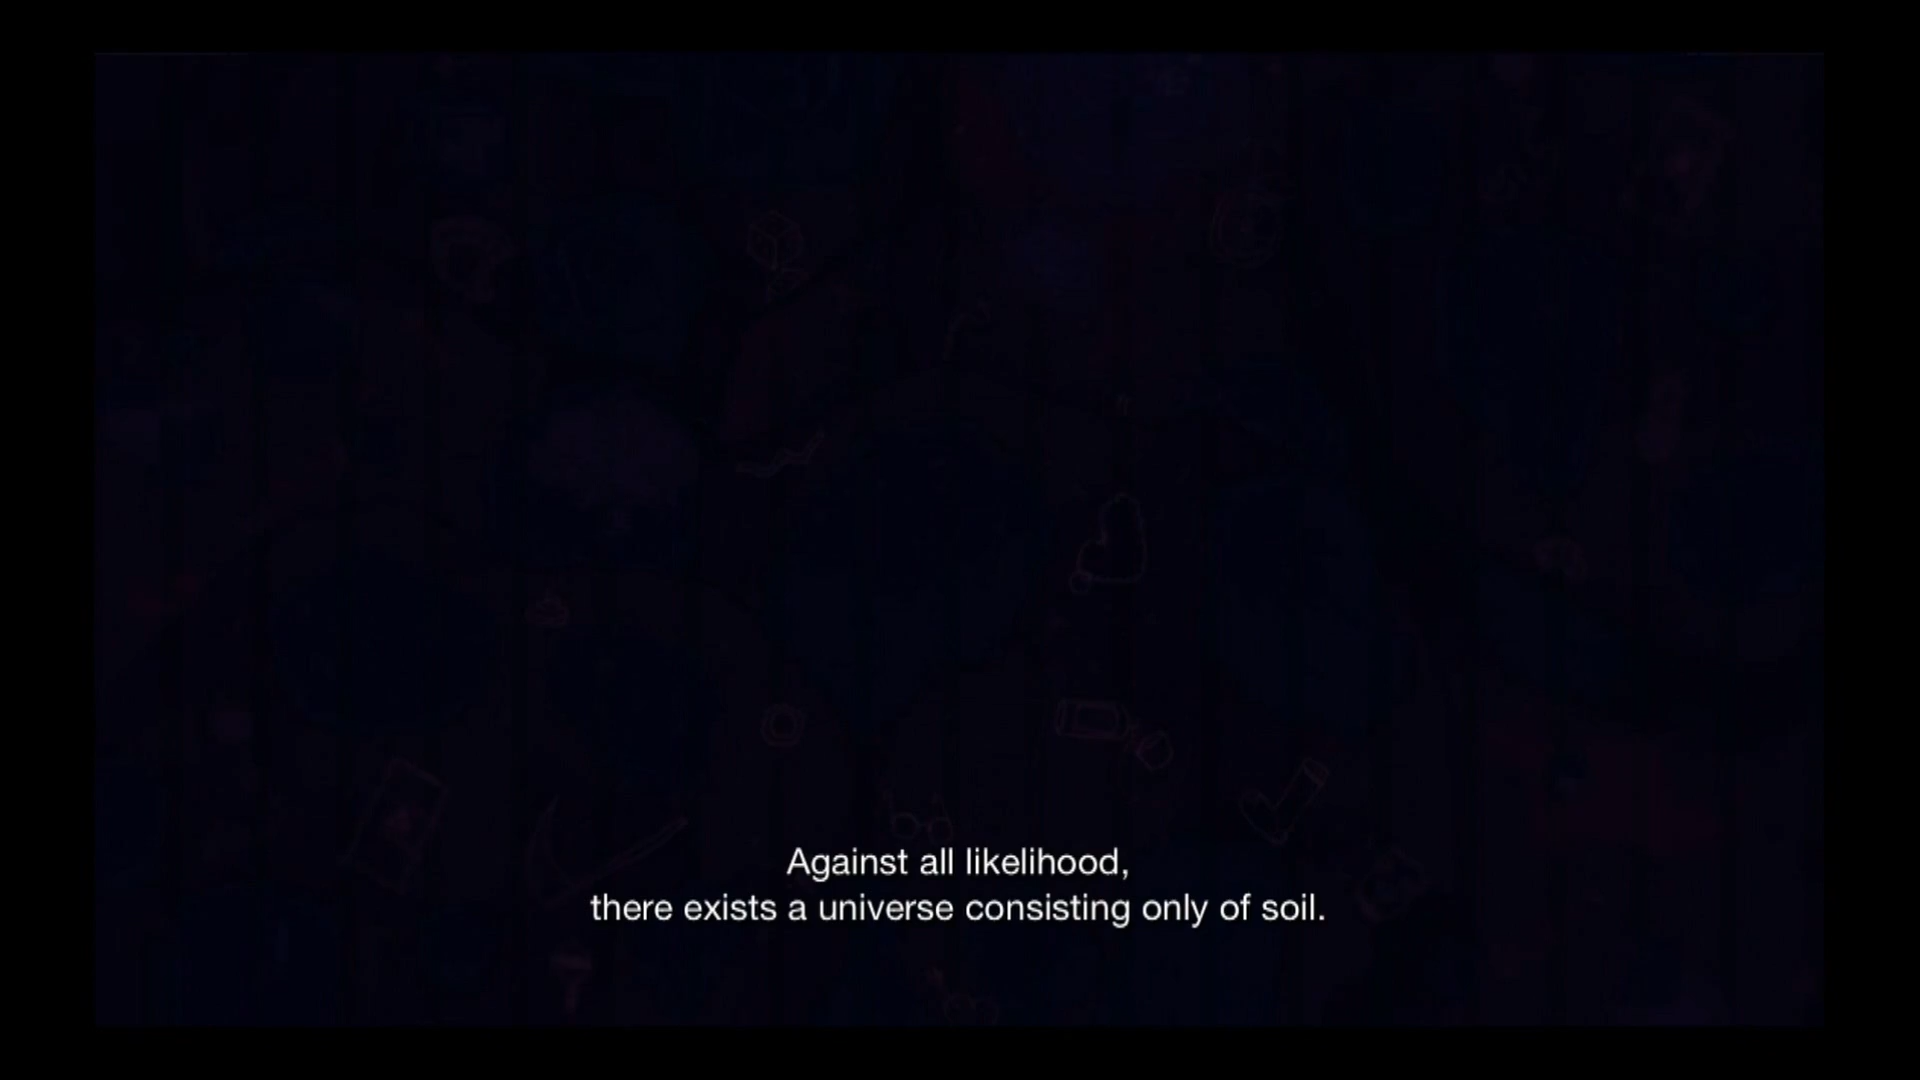 Against all likelihood,
there exists a universe consisting only of soil.